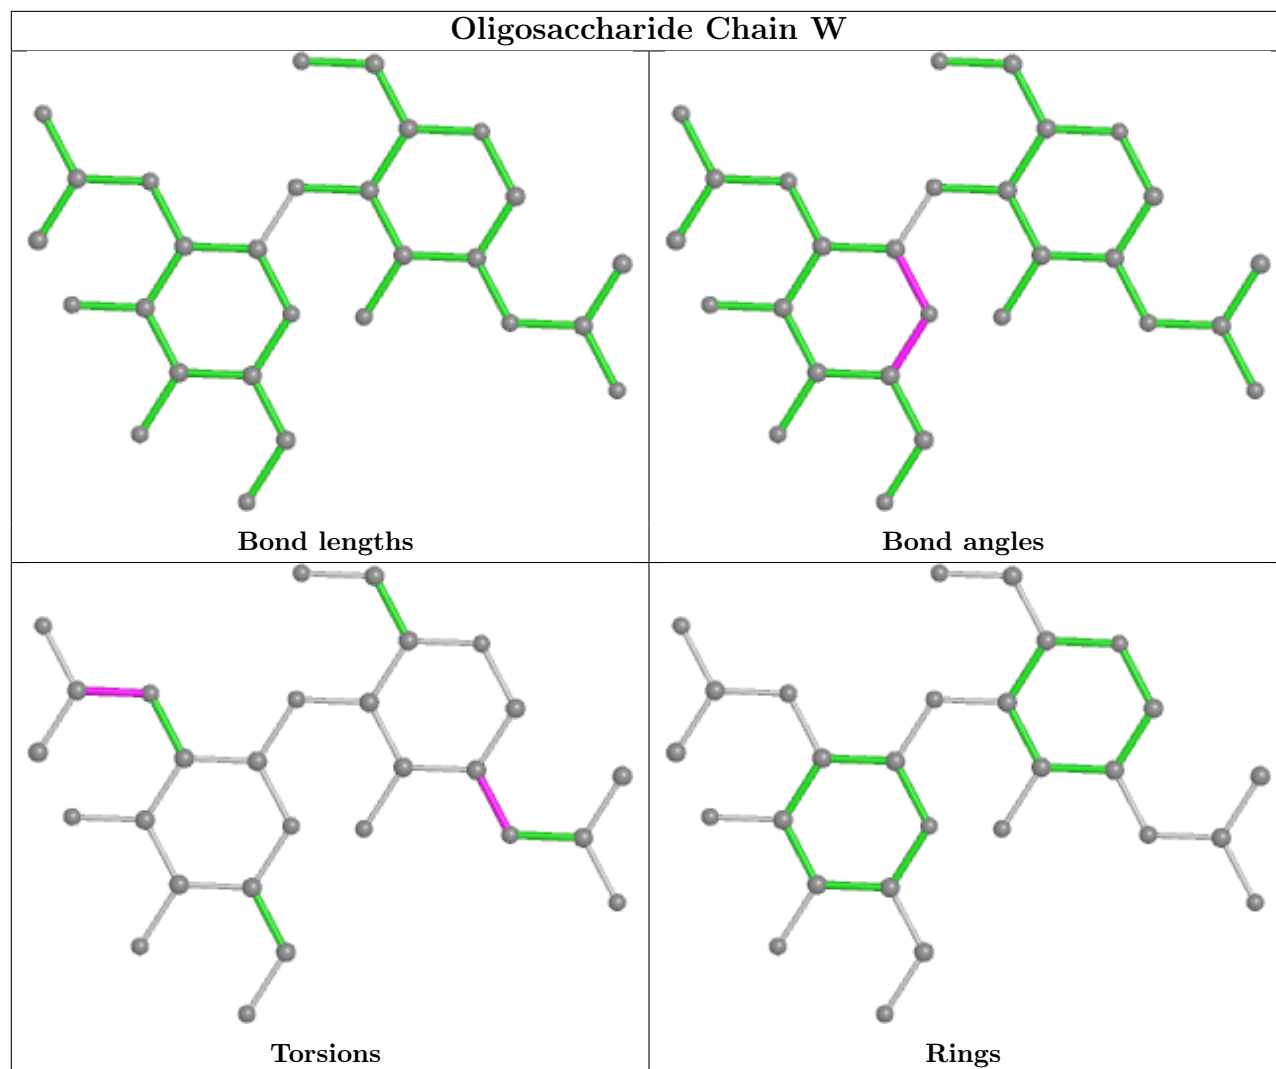 Oligosaccharide Chain W
Bond lengths
Bond angles
Torsions
Rings